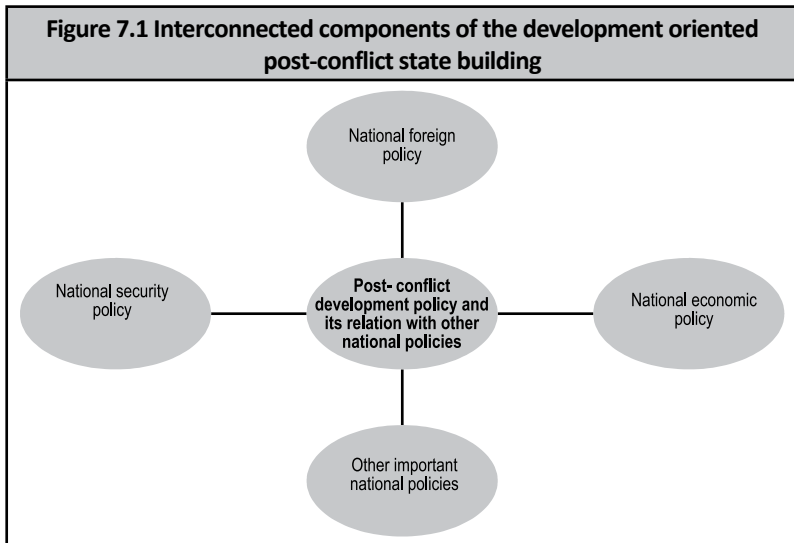 Figure 7.1 Interconnected components of the development oriented
post-conflict state building
National foreign
policy
National security
policy
Post- conflict
development policy and
its relation with other
national policies
National economic
policy
Other important
national policies